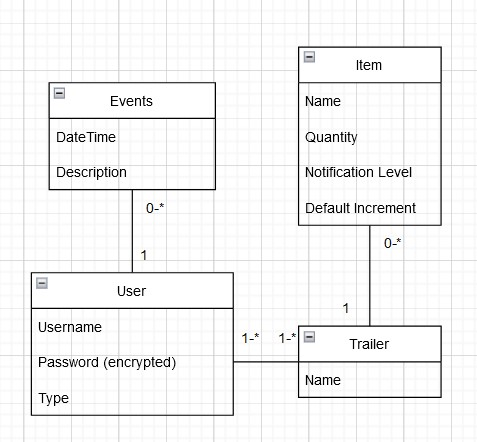 Events
DateTime
Description
0-*
1
User
Username
Password (encrypted)
Type
1-* 1-*
Item
Name
Quantity
Notification Level
Default Increment
0-*
1
Trailer
Name